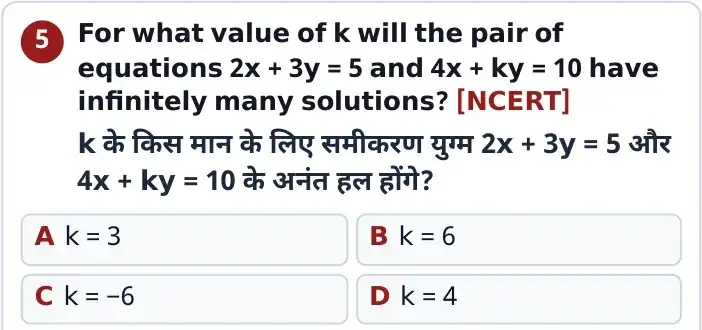 5 For what value of k will the pair of
equations 2x + 3y = 5 and 4x + ky = 10 have
infinitely many solutions? [NCERT]
k के किस मान के लिए समीकरण युग्म 2x + 3y = 5 और
4x + ky = 10 के अनंत हल होंगे?
A k = 3
B k = 6
C k = −6
D k = 4